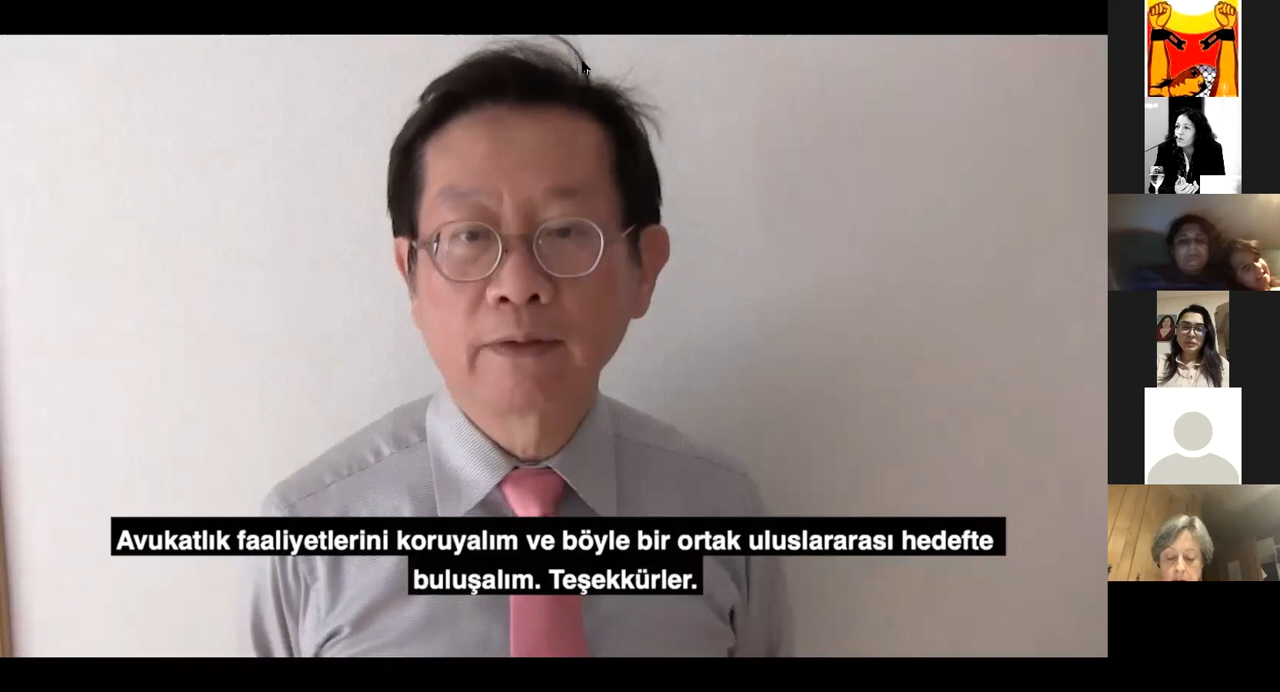 Avukatlık faaliyetlerini koruyalım ve böyle bir ortak uluslararası hedefte
buluşalım. Teşekkürler.